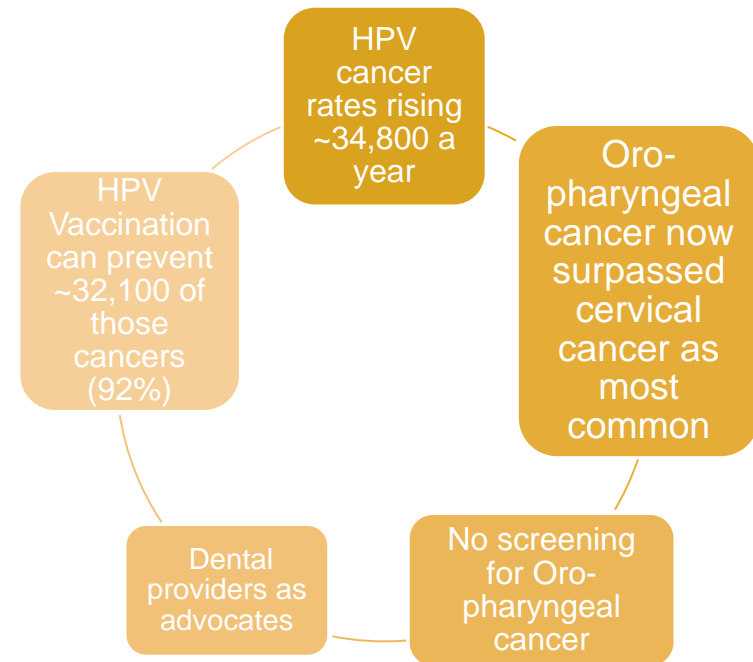 HPV
cancer
rates rising
~34,800 a
year
Oro-
pharyngeal
cancer now
surpassed
cervical
cancer as
most
common
No screening
for Oro-
pharyngeal
cancer
Dental
providers as
advocates
HPV
Vaccination
can prevent
~32,100 of
those
cancers
(92%)